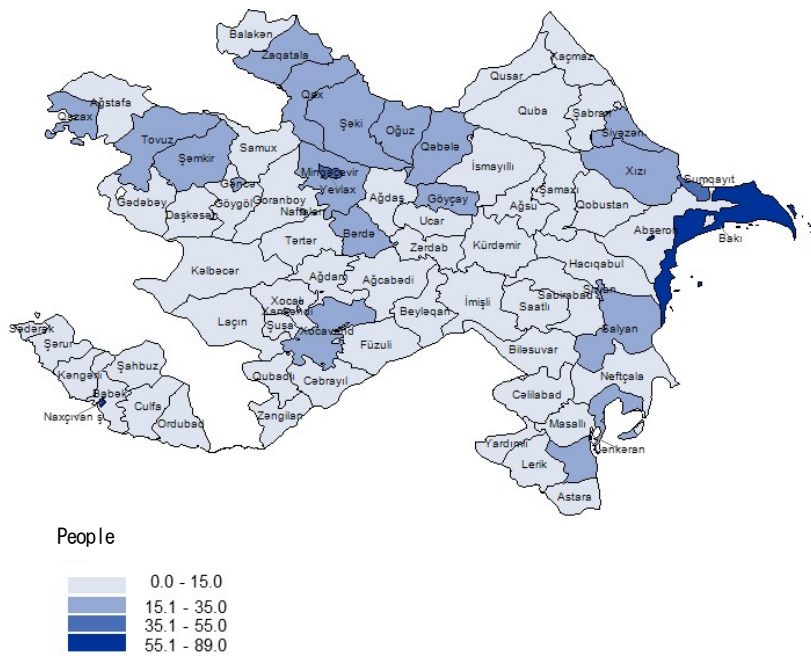 Balakən
Zaqatala
Xaçmaz
Qusar
Qax
Ağstafa
Quba
Şəki
Şabran
Qazax
Oğuz
Siyəzən
Tovuz
Qəbələ
Samux
Şəmkir
İsmayıllı
Xızı
Mingəçevir
Sumqayıt
Gəncə
Yevlax
Şamaxı
Gədəbəy
Goranboy
Ağdaş
Göyçay
Göygöl
Ağsu
Qobustan
Daşkəsən
Naftalan
Ucar
Abşeron
Bakı
Tərtər
Bərdə
Zərdab
Kürdəmir
Hacıqabul
Kəlbəcər
Ağdam
Ağcabədi
Şirvan
Xocalı
İmişli
Sabirabad
Laçın
Xankəndi
Beyləqan
Saatlı
Sədərək
Şuşa
Xocavənd
Salyan
Şərur
Füzuli
Biləsuvar
Şahbuz
Kəngərli
Qubadlı
Neftçala
Cəbrayıl
Babək
Cəlilabad
Culfa
Naxçıvan ş
Zəngilan
Ordubad
Masallı
Yardımlı
Lənkəran
Lerik
Astara
People
0.0 - 15.0
15.1 - 35.0
35.1 - 55.0
55.1 - 89.0